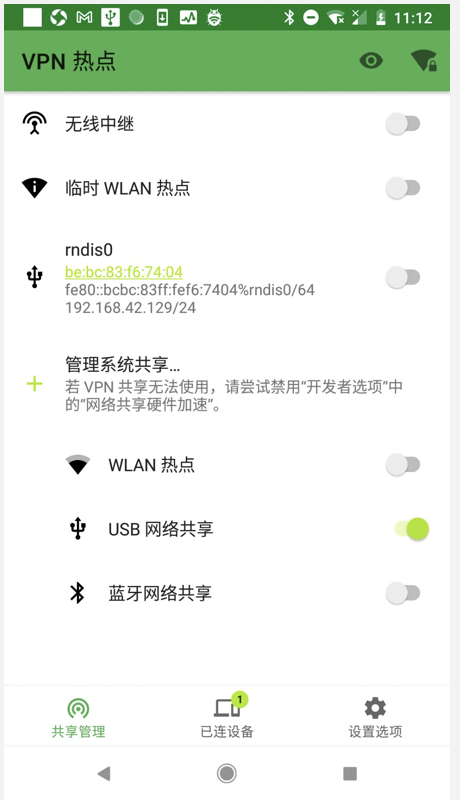 11:12
VPN 热点
无线中继
临时 WLAN 热点
rndis0
be:bc:83:f6:74:04
fe80::bcbc:83ff:fef6:7404%rndis0/64
192.168.42.129/24
管理系统共享…
若 VPN 共享无法使用，请尝试禁用“开发者选项”中
的“网络共享硬件加速”。
WLAN 热点
USB 网络共享
蓝牙网络共享
1
共享管理
已连设备
设置选项